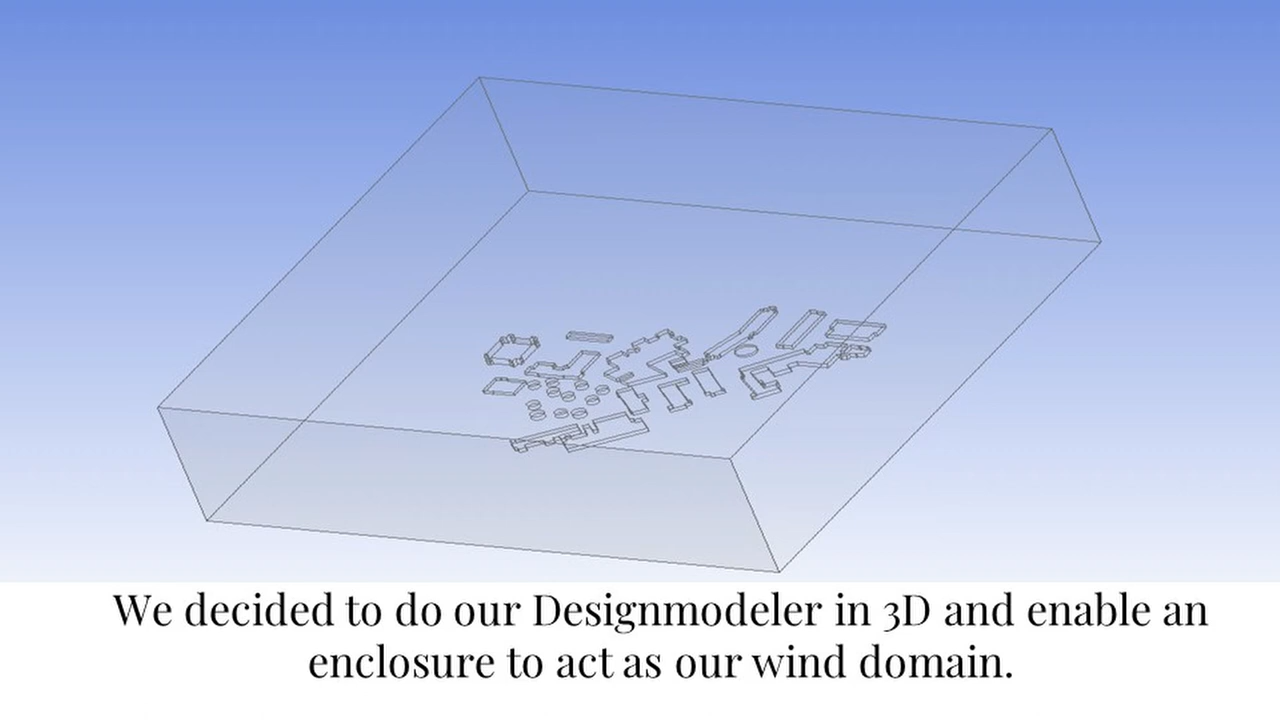 We decided to do our Designmodeler in 3D and enable an
enclosure to act as our wind domain.